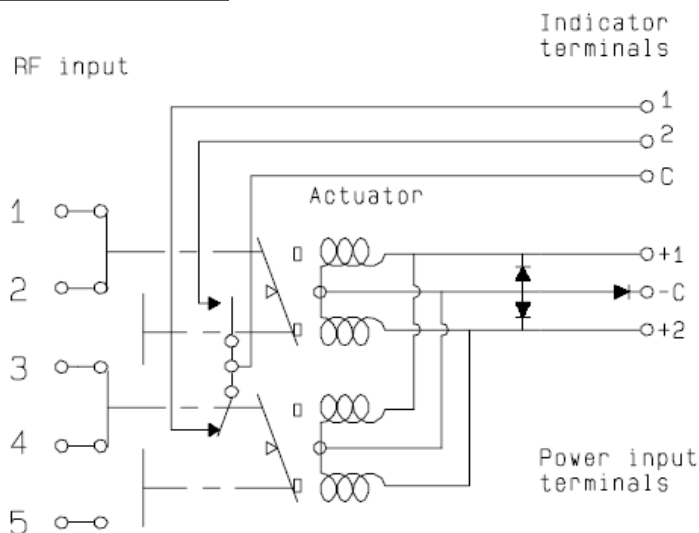 Indicator
terminals
RF input
1
2
C
Actuator
1
+1
2
-C
+2
3
4
Power input
terminals
5